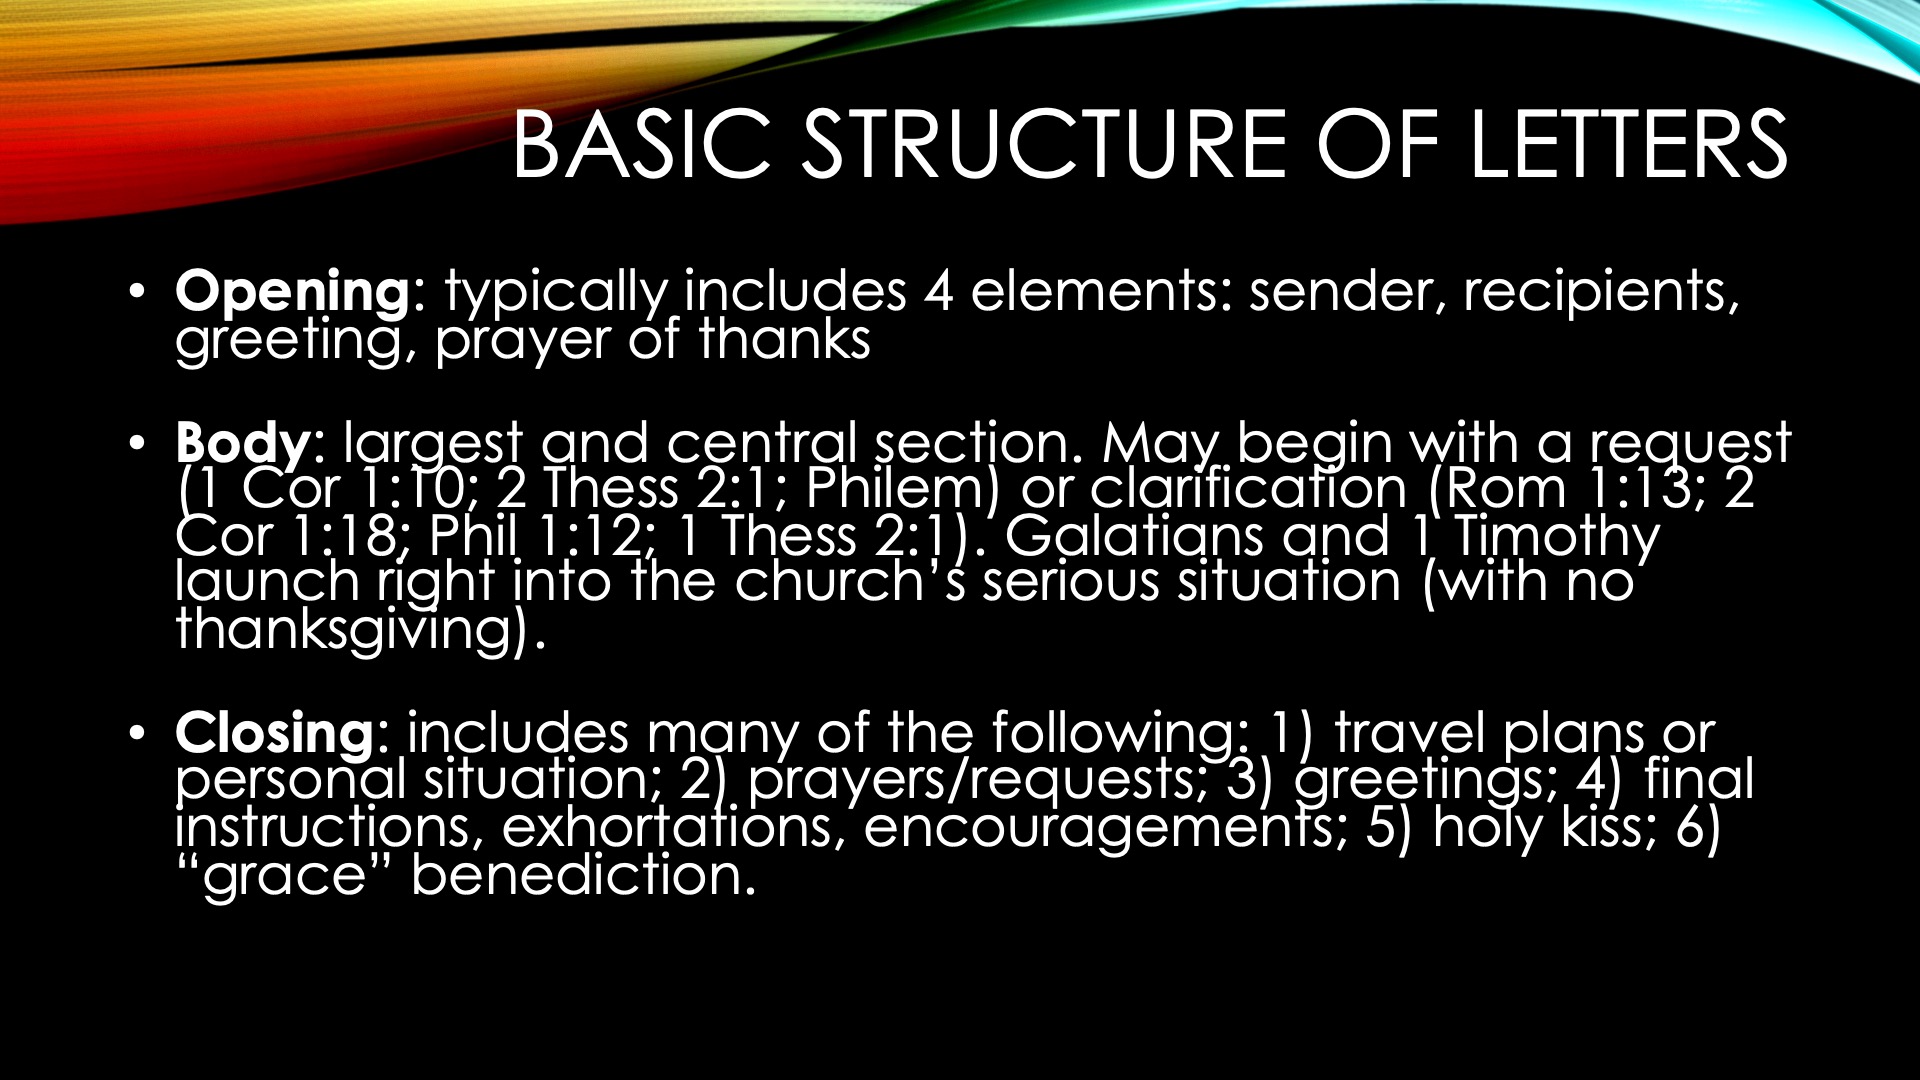 BASIC STRUCTURE OF LETTERS
• Opening: typically includes 4 elements: sender, recipients,
greeting, prayer of thanks
• Body: largest and central section. May begin with a request
(1 Cor 1:10; 2 Thess 2:1; Philem) or clarification (Rom 1:13; 2
Cor 1:18; Phil 1:12; 1 Thess 2:1). Galatians and 1 Timothy
launch right into the church’s serious situation (with no
thanksgiving).
• Closing: includes many of the following: 1) travel plans or
personal situation; 2) prayers/requests; 3) greetings; 4) final
instructions, exhortations, encouragements; 5) holy kiss; 6)
“grace” benediction.